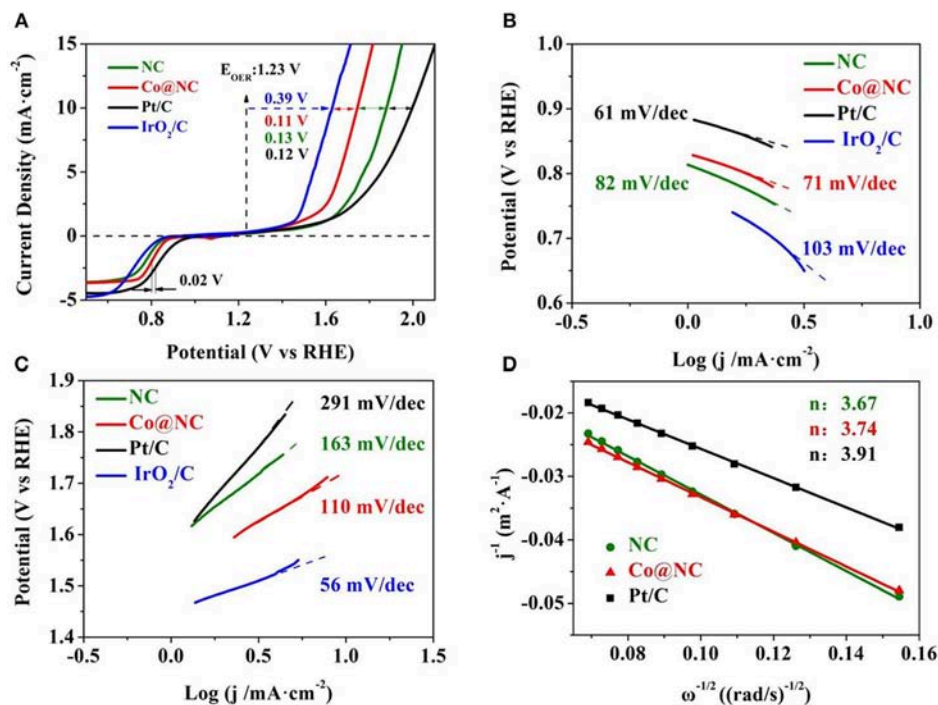 A
Current Density (mA·cm-2)
15
10
5
0
-5
NC
Co@NC
Pt/C
IrO2/C
EOER:1.23 V
0.39 V
0.11 V
0.13 V
0.12 V
0.02 V
0.8
1.2
1.6
2.0
Potential (V vs RHE)
B
Potential (V vs RHE)
1.0
0.9
0.8
0.7
0.6
NC
Co@NC
Pt/C
IrO2/C
61 mV/dec
82 mV/dec
71 mV/dec
103 mV/dec
-0.5
0.0
0.5
1.0
Log (j /mA·cm-2)
C
Potential (V vs RHE)
1.9
1.8
1.7
1.6
1.5
1.4
NC
Co@NC
Pt/C
IrO2/C
291 mV/dec
163 mV/dec
110 mV/dec
56 mV/dec
-0.5
0.0
0.5
1.0
1.5
Log (j /mA·cm-2)
D
j-1 (m2·A-1)
-0.02
-0.03
-0.04
-0.05
n: 3.67
n: 3.74
n: 3.91
NC
Co@NC
Pt/C
0.08
0.10
0.12
0.14
0.16
ω-1/2 ((rad/s)-1/2)